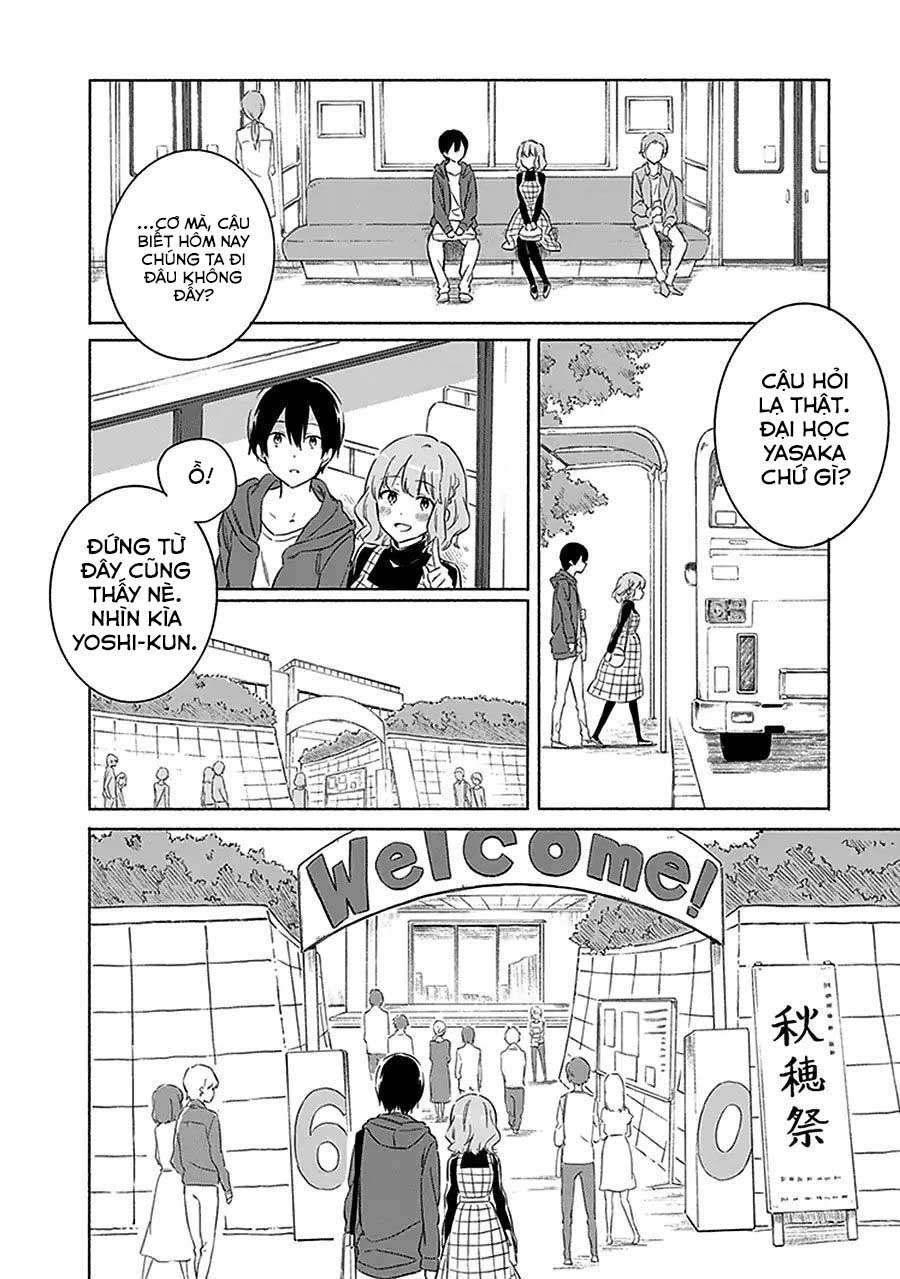 ...CƠ MÀ, CẬU
BIẾT HÔM NAY
CHÚNG TA ĐI
ĐÂU KHÔNG
ĐẤY?
CẬU HỎI
LẠ THẬT.
ĐẠI HỌC
YASAKA
CHỨ GÌ?
Ồ!
ĐỨNG TỪ
ĐÂY CŨNG
THẤY NÈ.
NHÌN KÌA
YOSHI-KUN.
Welcome!
6
0
秋穂祭